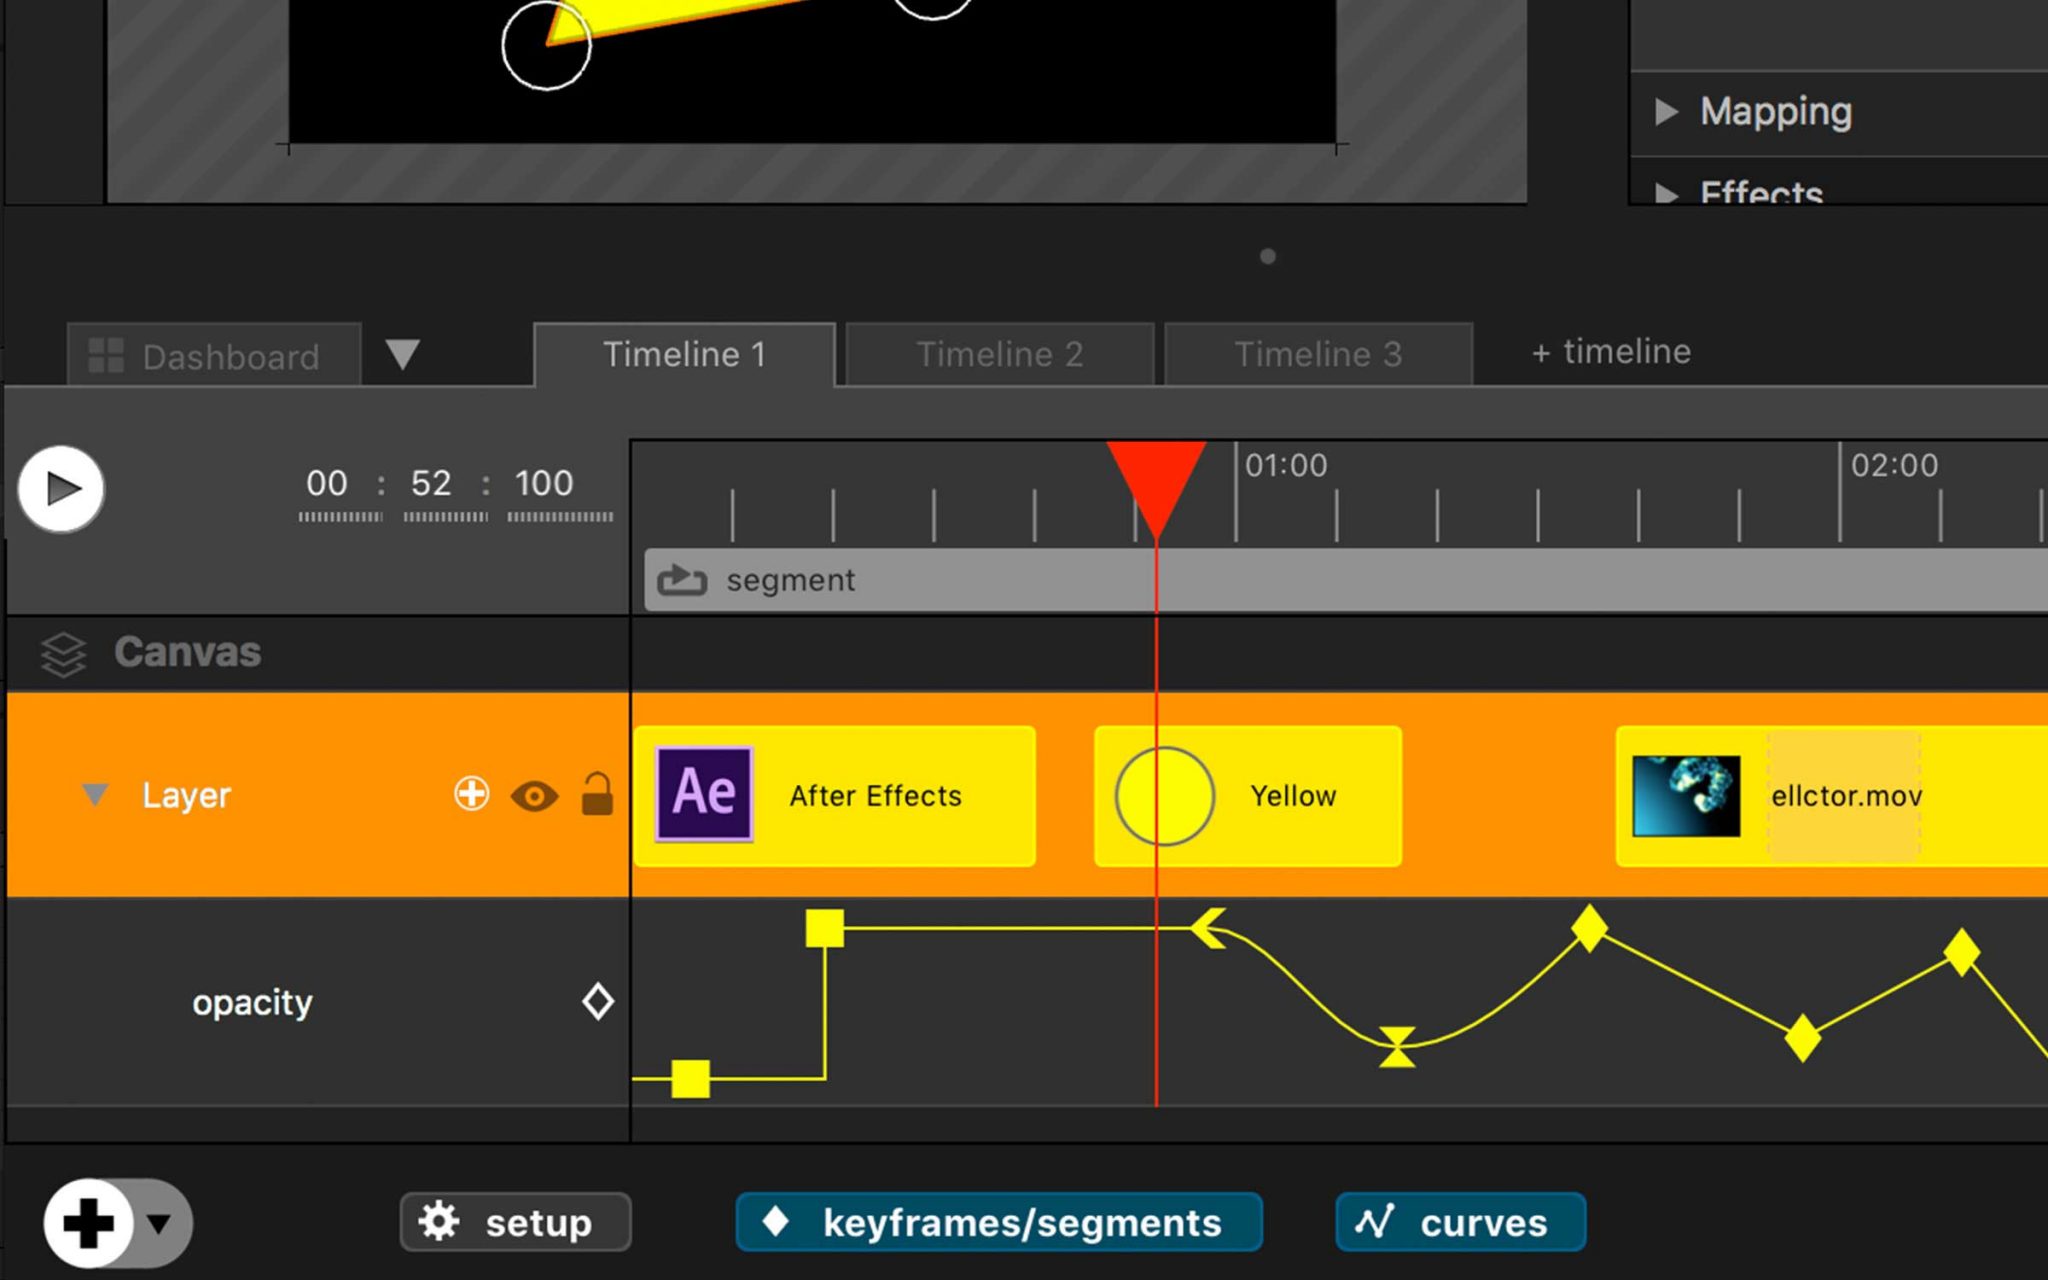 Mapping
Effects
Dashboard
Timeline 1
Timeline 2
Timeline 3
+ timeline
00 : 52 : 100
01:00
02:00
segment
Canvas
Layer
Ae
After Effects
Yellow
ellctor.mov
opacity
setup
keyframes/segments
curves